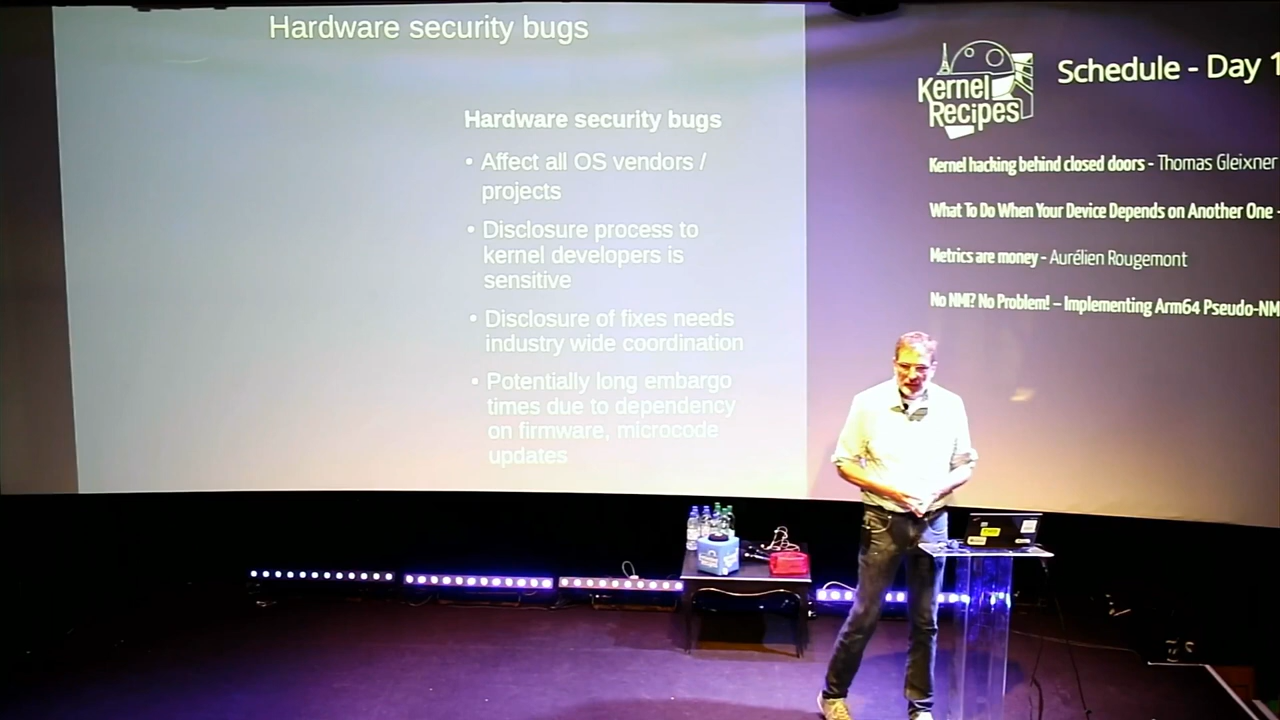 Hardware security bugs
Hardware security bugs
• Affect all OS vendors /
projects
• Disclosure process to
kernel developers is
sensitive
• Disclosure of fixes needs
industry wide coordination
• Potentially long embargo
times due to dependency
on firmware, microcode
updates
Kernel
Recipes
Schedule - Day 1
Kernel hacking behind closed doors - Thomas Gleixner
What To Do When Your Device Depends on Another One -
Metrics are money - Aurélien Rougemont
No NMI? No Problem! – Implementing Arm64 Pseudo-NM